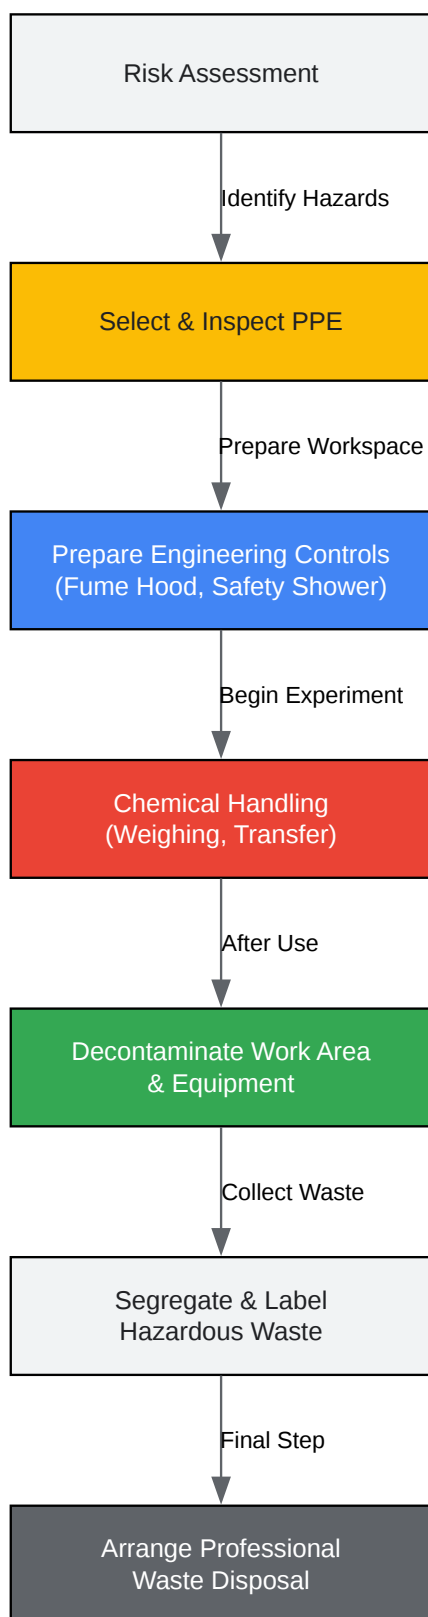 Risk Assessment
Identify Hazards
Select & Inspect PPE
Prepare Workspace
Prepare Engineering Controls
(Fume Hood, Safety Shower)
Begin Experiment
Chemical Handling
(Weighing, Transfer)
After Use
Decontaminate Work Area
& Equipment
Collect Waste
Segregate & Label
Hazardous Waste
Final Step
Arrange Professional
Waste Disposal